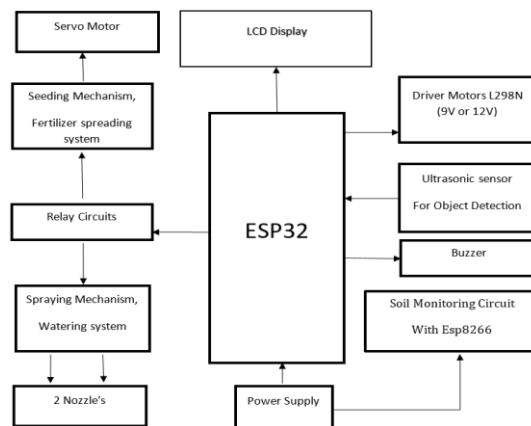 Servo Motor
LCD Display
Seeding Mechanism,
Fertilizer spreading
system
Driver Motors L298N
(9V or 12V)
Ultrasonic sensor
For Object Detection
Relay Circuits
ESP32
Buzzer
Spraying Mechanism,
Watering system
Soil Monitoring Circuit
With Esp8266
2 Nozzle's
Power Supply